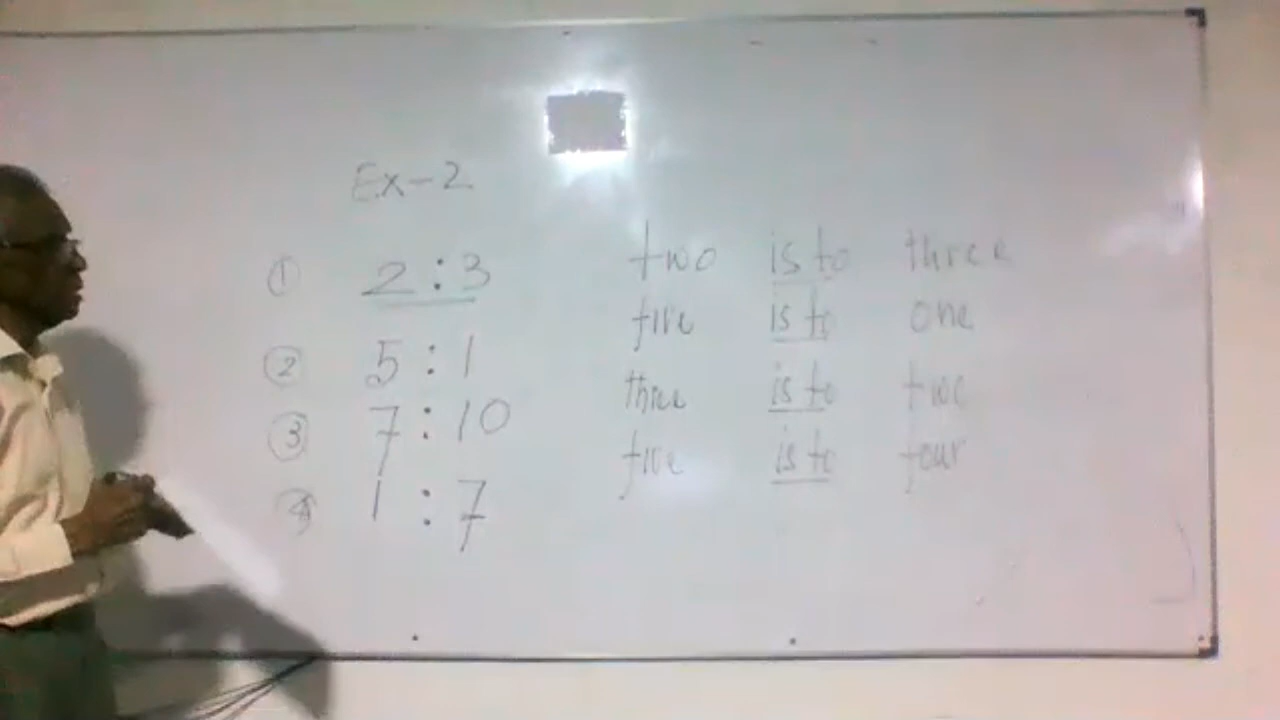 Ex-2
① 2:3 two is to three
② 5:1 five is to one
③ 7:10 three is to two
④ 1:7 five is to four